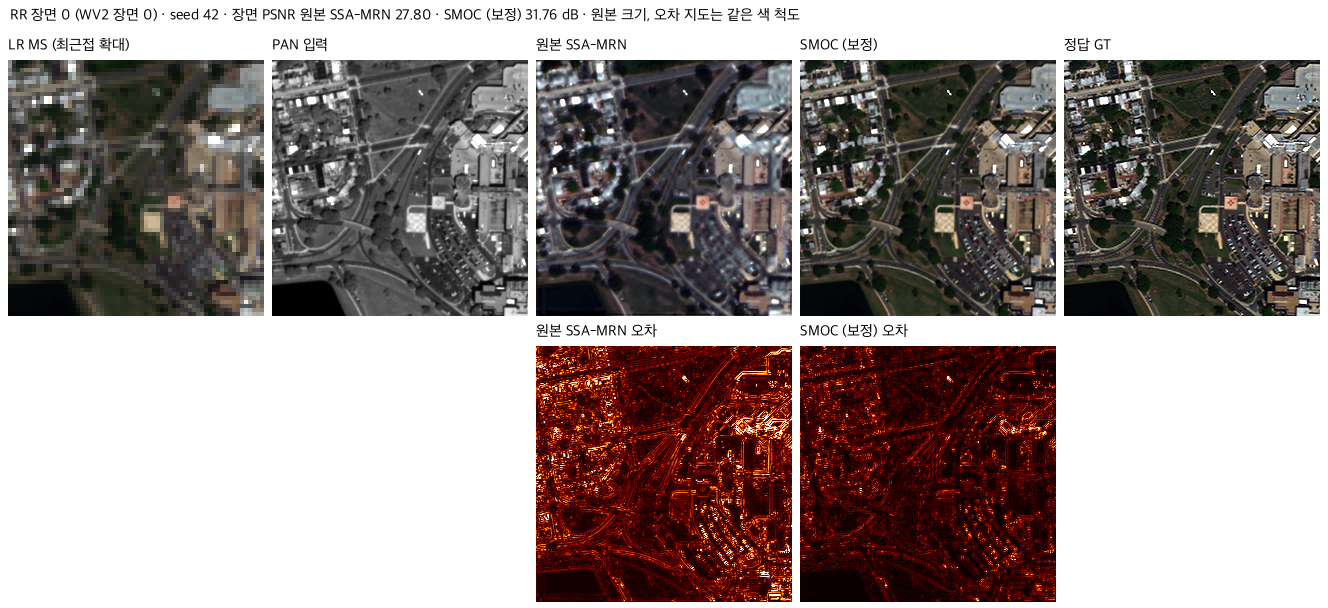 RR 장면 0 (WV2 장면 0) · seed 42 · 장면 PSNR 원본 SSA-MRN 27.80 · SMOC (보정) 31.76 dB · 원본 크기, 오차 지도는 같은 색 척도
LR MS (최근접 확대)
PAN 입력
원본 SSA-MRN
SMOC (보정)
정답 GT
원본 SSA-MRN 오차
SMOC (보정) 오차